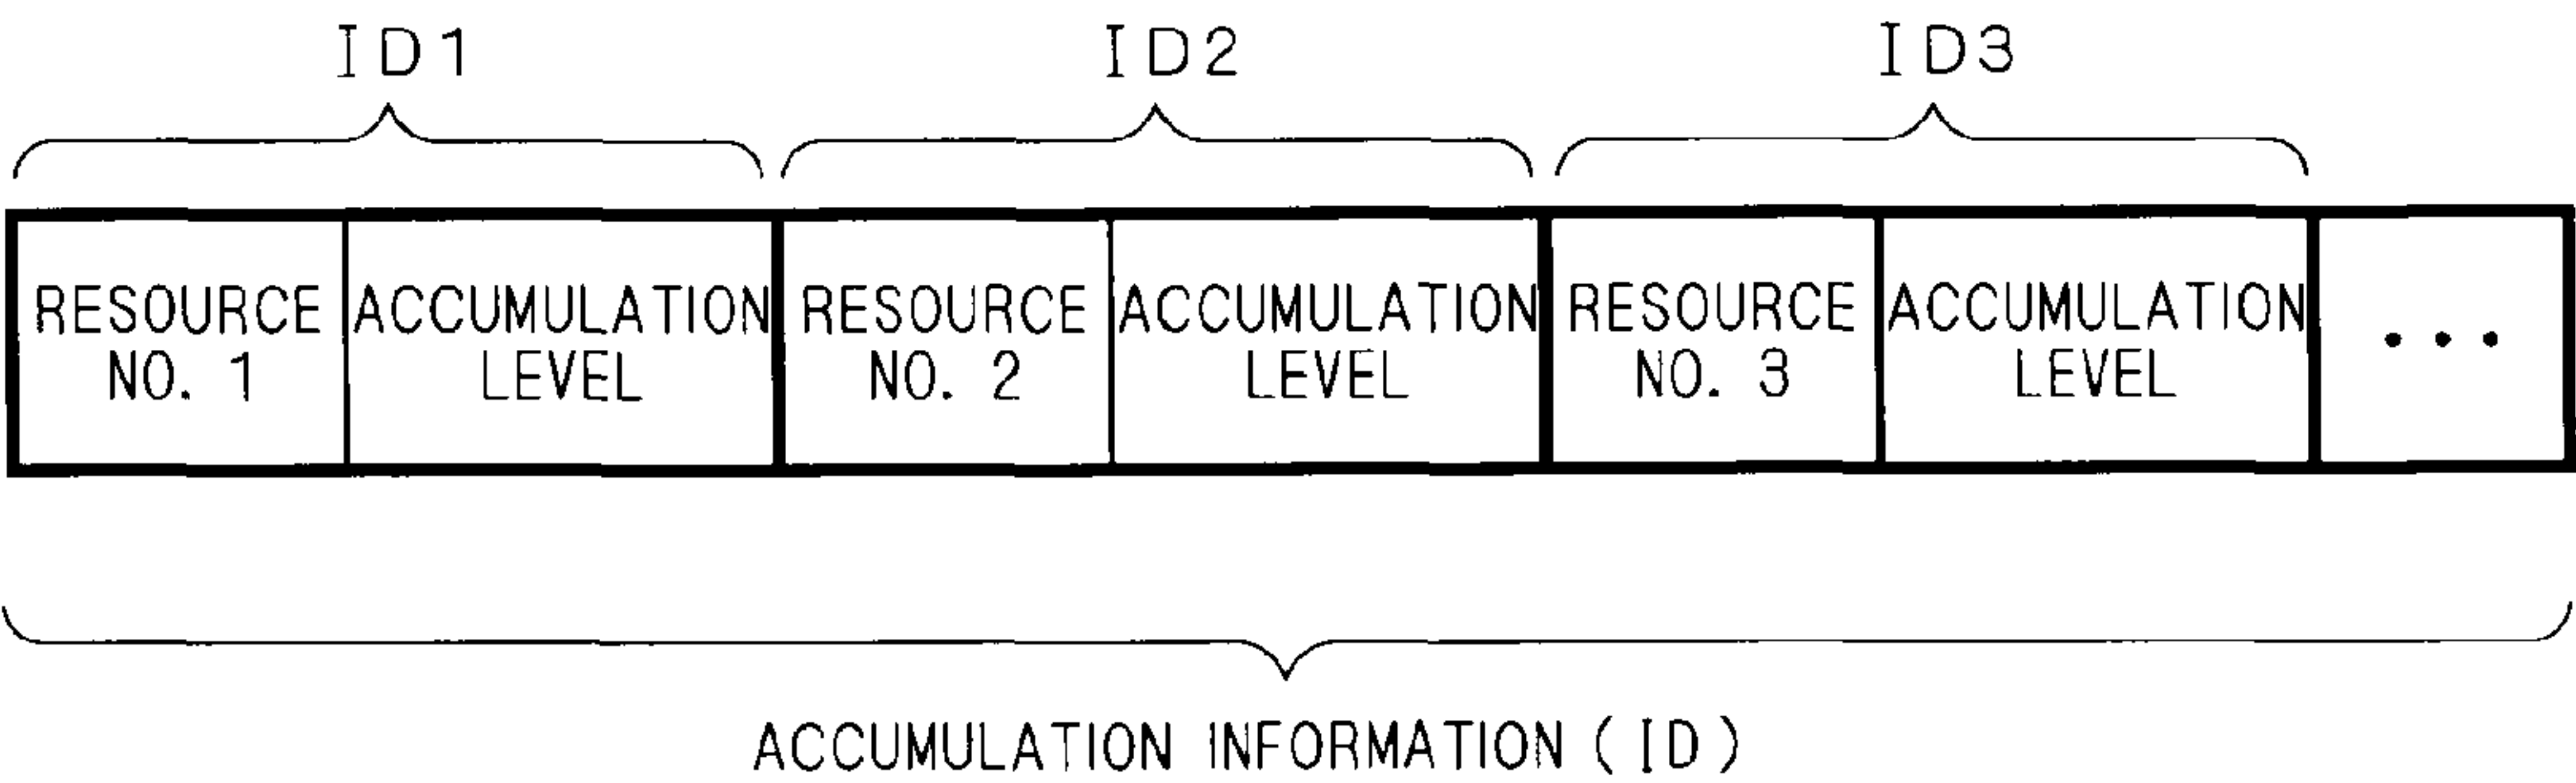 ID1 ID2 ID3
RESOURCE ACCUMULATION RESOURCE ACCUMULATION RESOURCE ACCUMULATION
NO. 1 LEVEL NO. 2 LEVEL NO. 3 LEVEL
...
ACCUMULATION INFORMATION (ID)